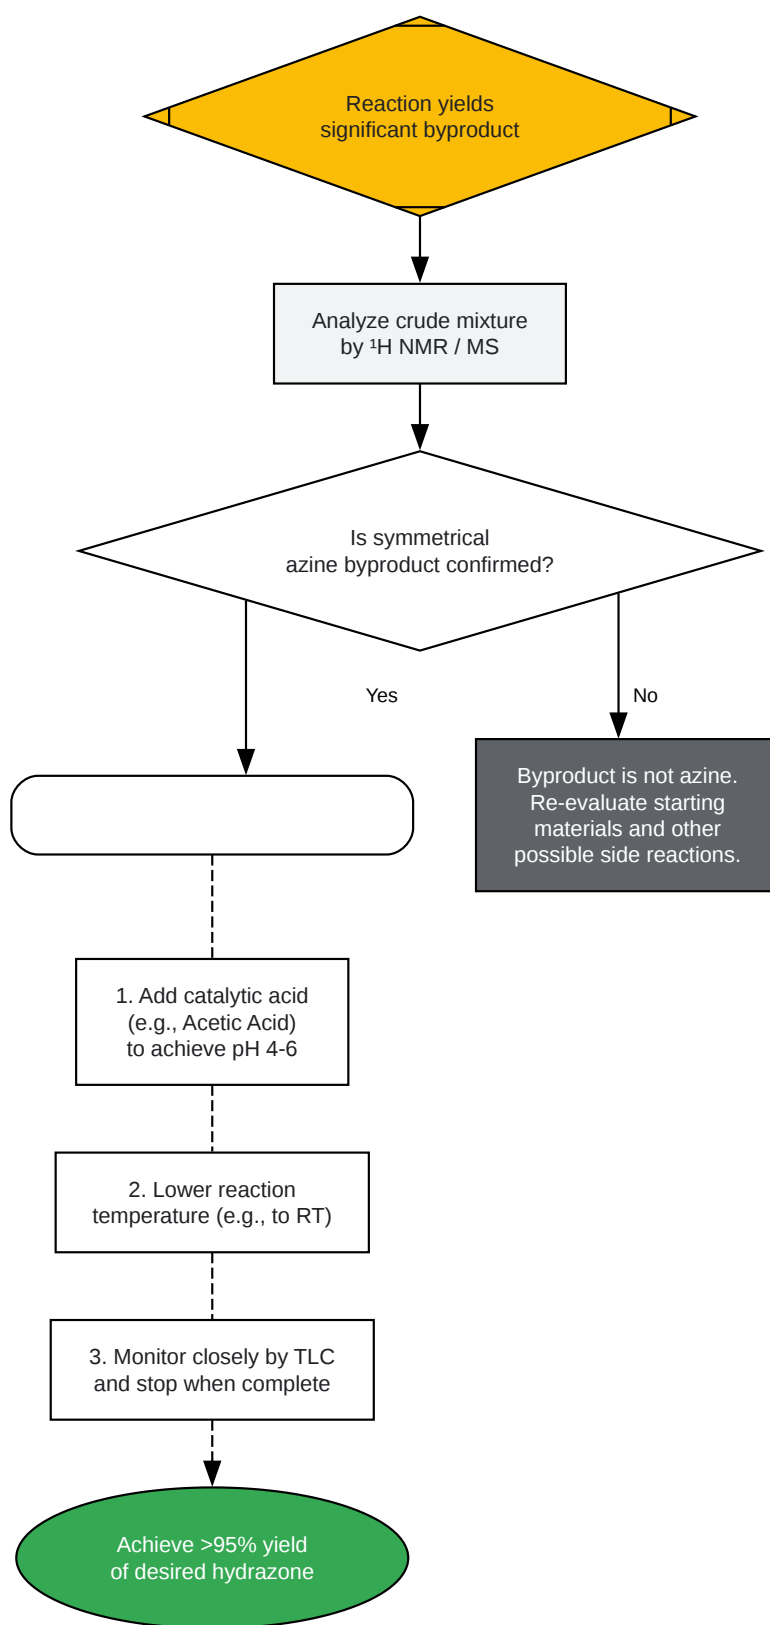 Reaction yields
significant byproduct
Analyze crude mixture
by ¹H NMR / MS
Is symmetrical
azine byproduct confirmed?
Yes
No
Byproduct is not azine.
Re-evaluate starting
materials and other
possible side reactions.
1. Add catalytic acid
(e.g., Acetic Acid)
to achieve pH 4-6
2. Lower reaction
temperature (e.g., to RT)
3. Monitor closely by TLC
and stop when complete
Achieve >95% yield
of desired hydrazone